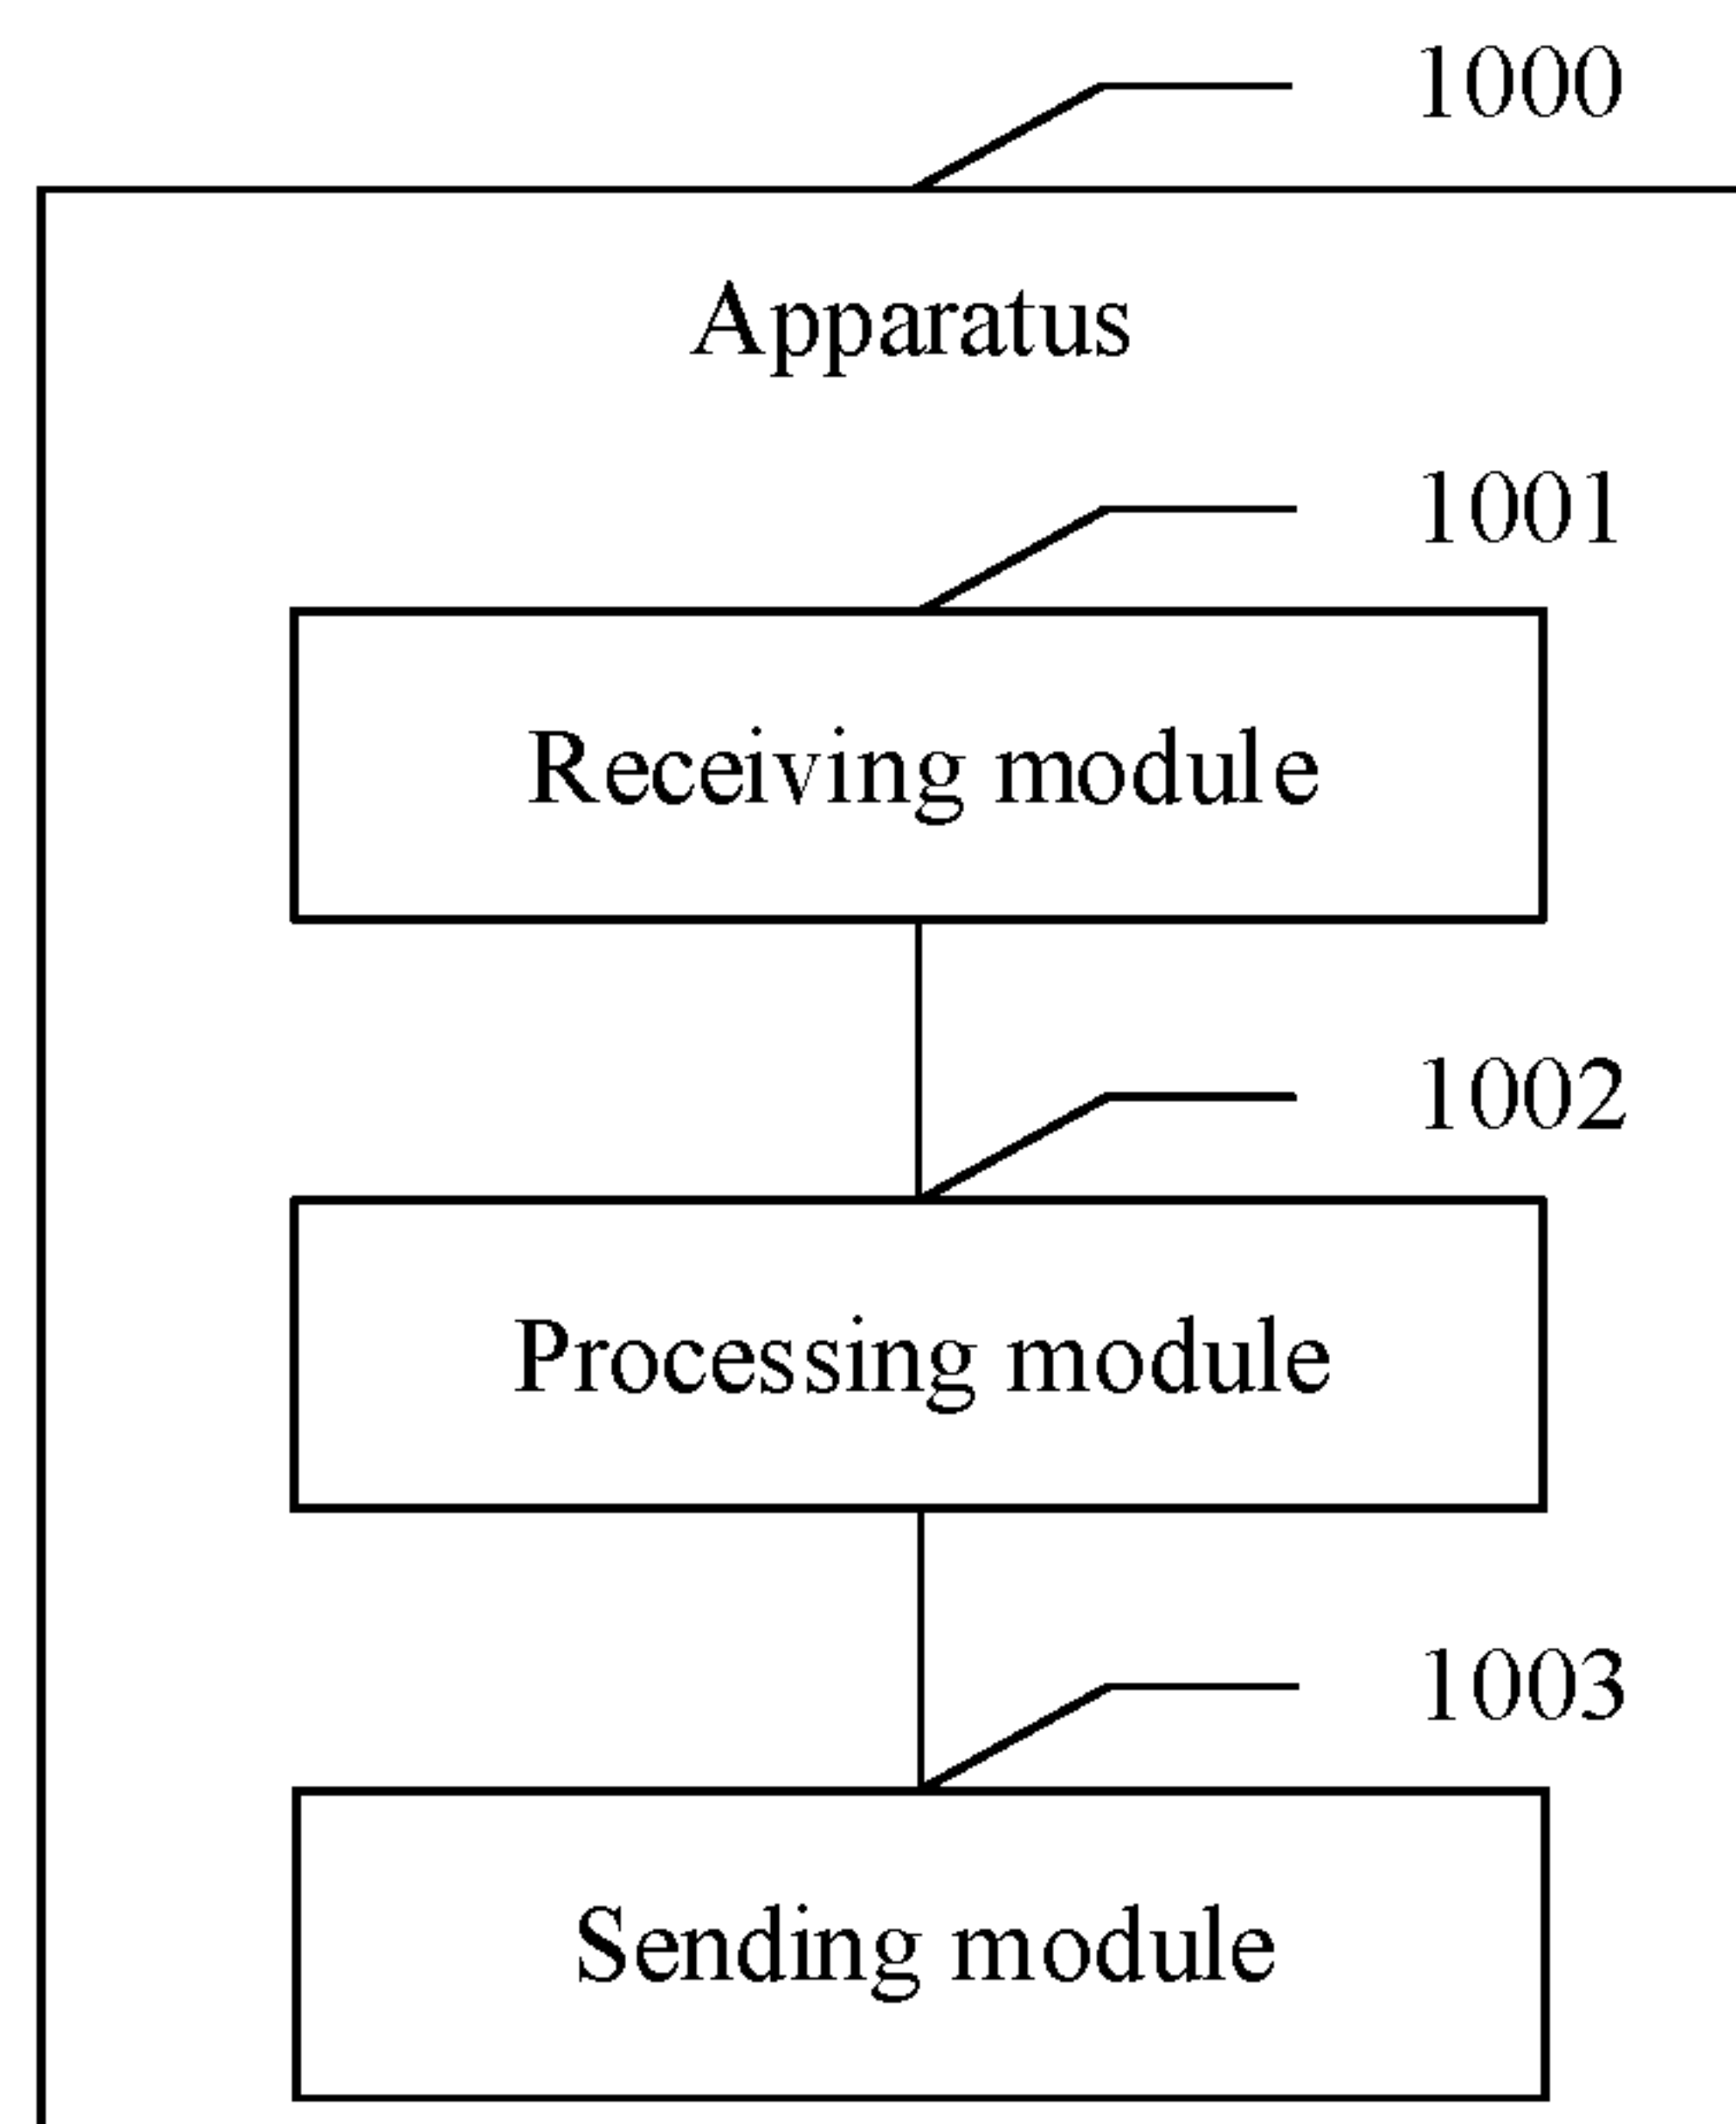 1000
Apparatus
1001
Receiving module
1002
Processing module
1003
Sending module